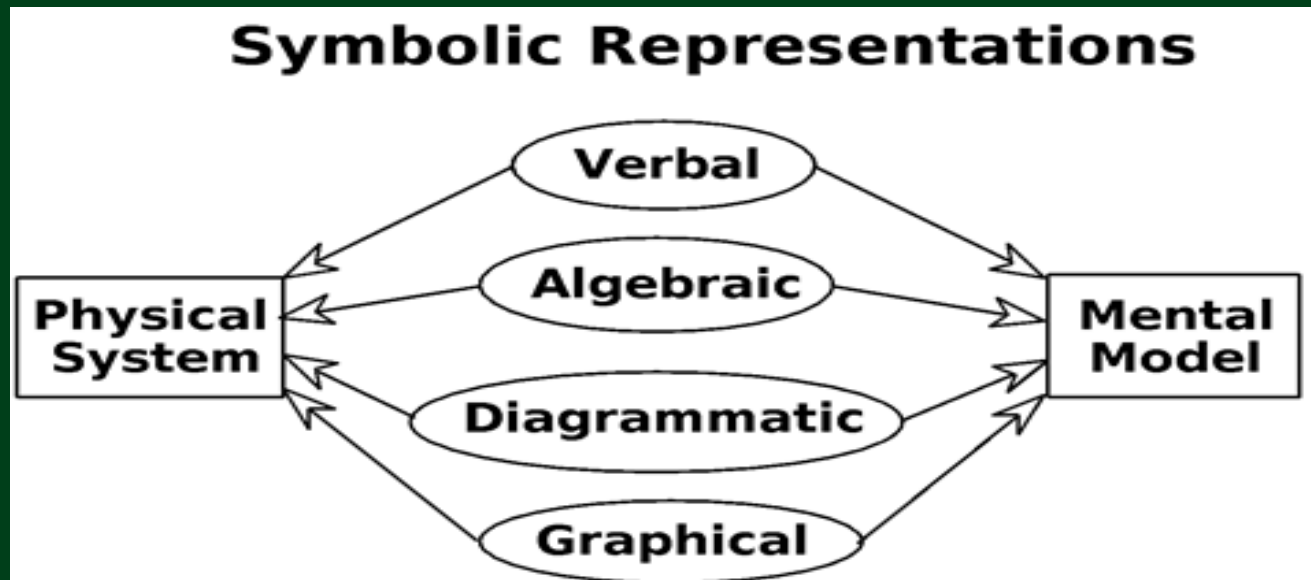 Symbolic Representations
Verbal
Algebraic
Physical
System
Mental
Model
Diagrammatic
Graphical